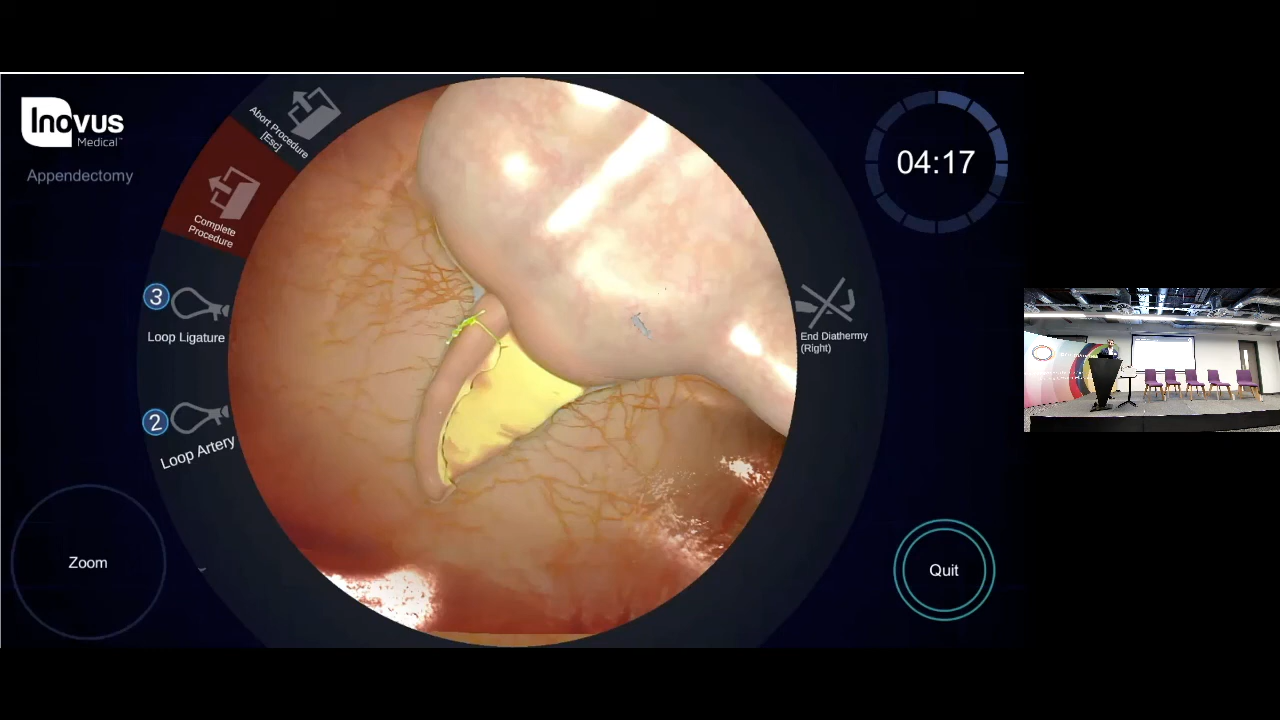 Inovus
Medical™
Appendectomy
Abort Procedure
[Esc]
Complete
Procedure
3
Loop Ligature
2
Loop Artery
Zoom
04:17
End Diathermy
(Right)
Quit